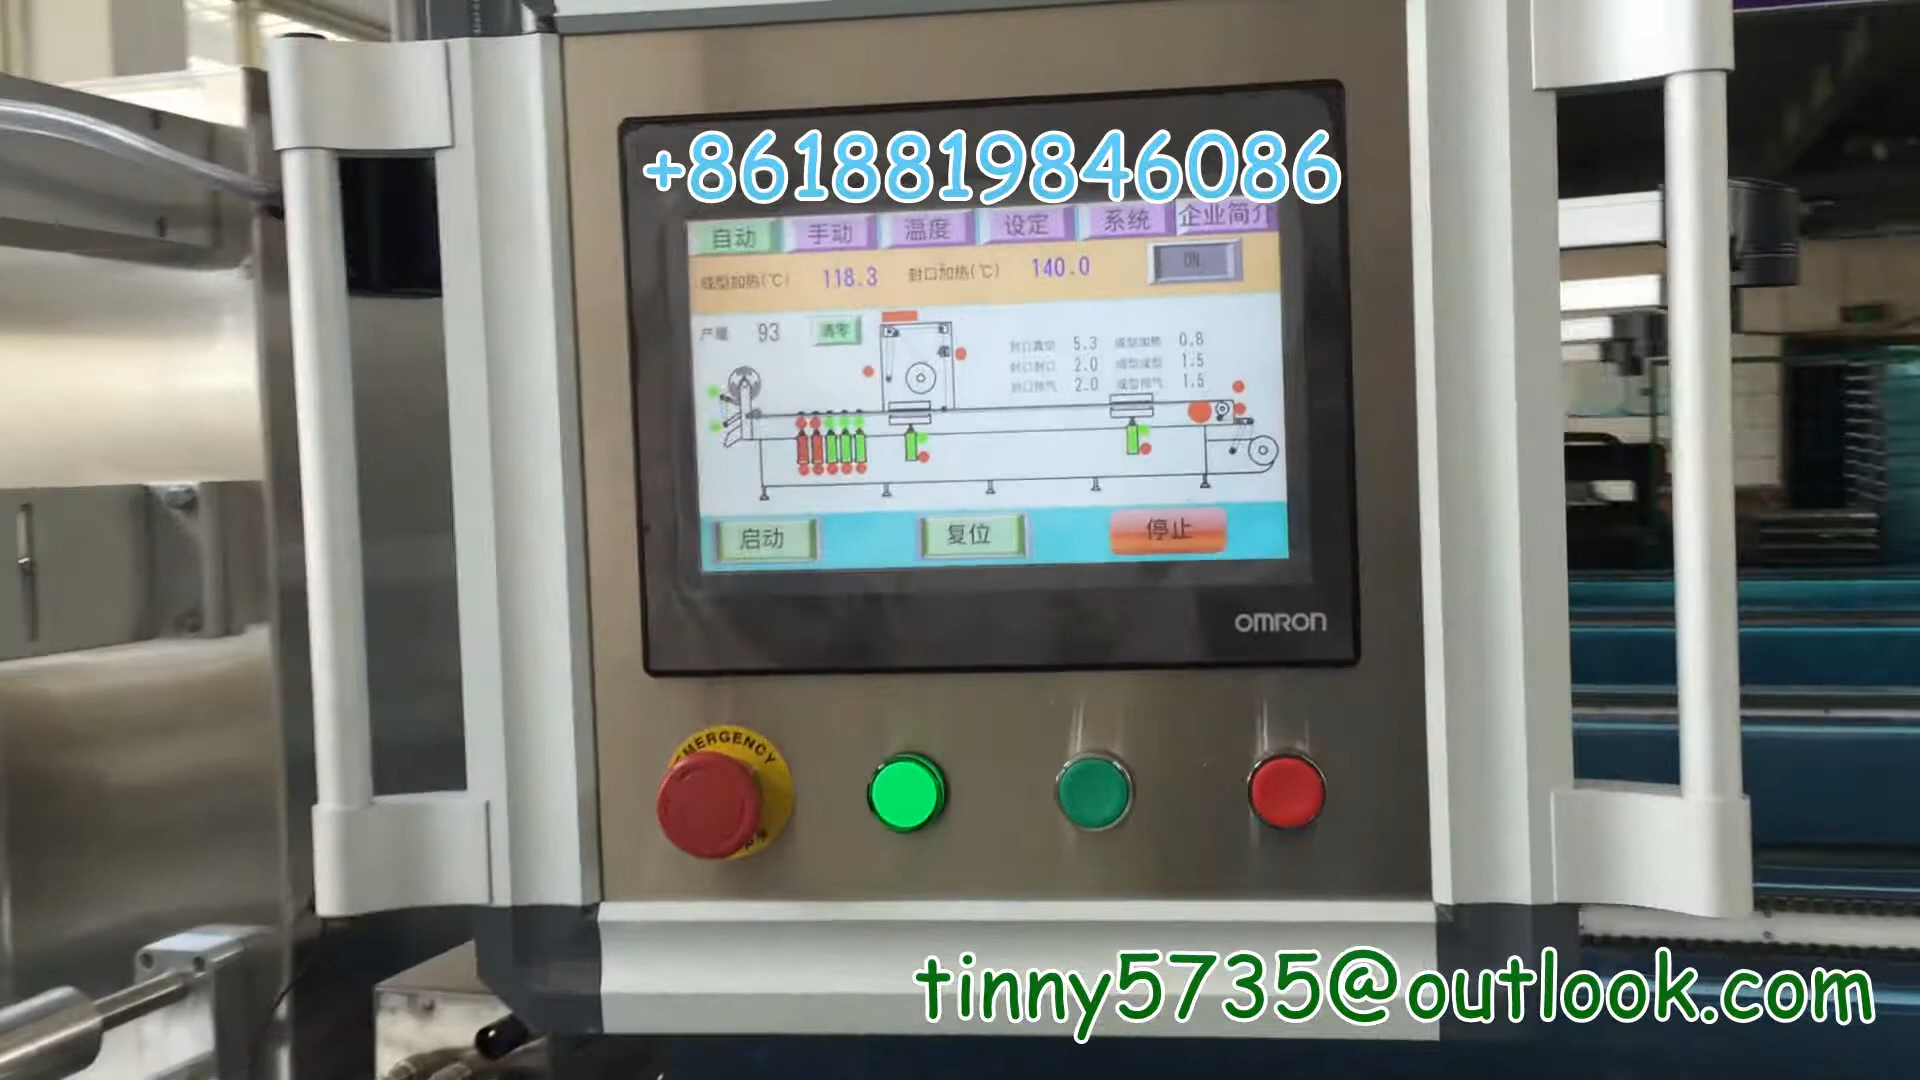 +8618819846086
自动 手动 温度 设定 系统 企业简介
成型加热(℃) 118.3 封口加热(℃) 140.0 ON
产量 93 清零
封口真空 5.3 成型加热 0.8
封口封口 2.0 成型成型 1.5
封口排气 2.0 成型排气 1.5
启动 复位 停止
OMRON
EMERGENCY
tinny5735@outlook.com